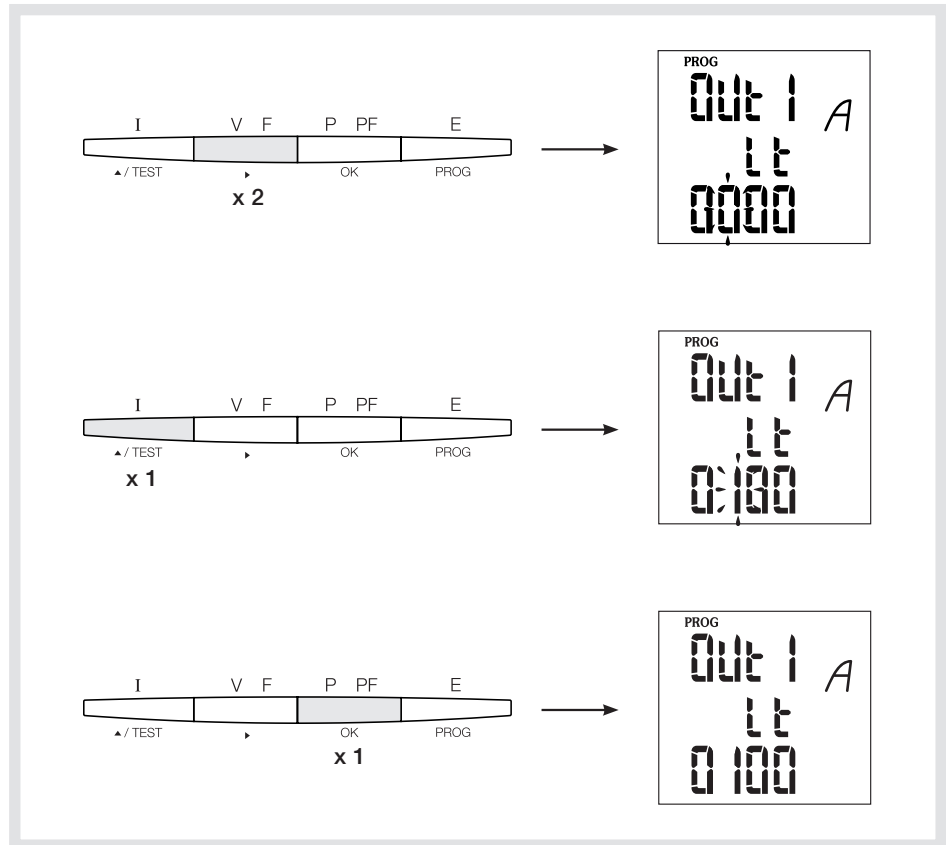 PROG
OUt 1 A
I V F P PF E
Lt
▲ / TEST ▶ OK PROG
x 2
0000
PROG
OUt 1 A
I V F P PF E
Lt
▲ / TEST ▶ OK PROG
x 1
0100
PROG
OUt 1 A
I V F P PF E
Lt
▲ / TEST ▶ OK PROG
x 1
0100